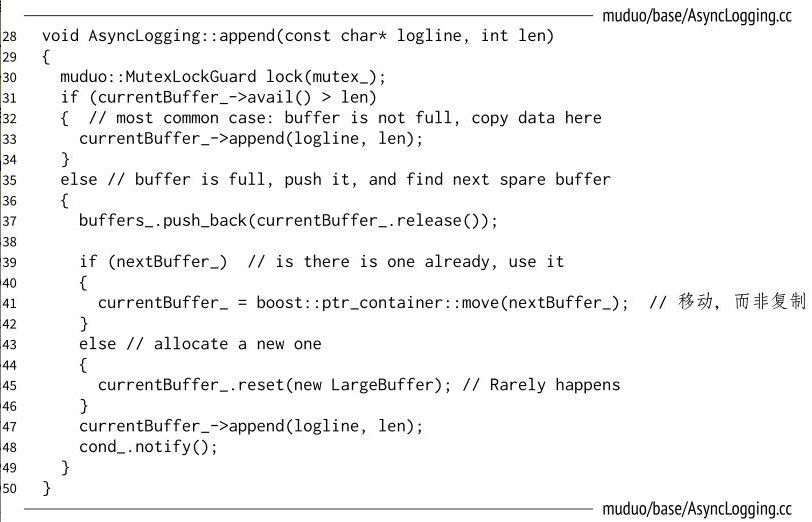 muduo/base/AsyncLogging.cc
28 void AsyncLogging::append(const char* logline, int len)
29 {
30   muduo::MutexLockGuard lock(mutex_);
31   if (currentBuffer_->avail() > len)
32   {  // most common case: buffer is not full, copy data here
33     currentBuffer_->append(logline, len);
34   }
35   else // buffer is full, push it, and find next spare buffer
36   {
37     buffers_.push_back(currentBuffer_.release());
38
39     if (nextBuffer_)  // is there is one already, use it
40     {
41       currentBuffer_ = boost::ptr_container::move(nextBuffer_);  // 移动，而非复制
42     }
43     else // allocate a new one
44     {
45       currentBuffer_.reset(new LargeBuffer); // Rarely happens
46     }
47     currentBuffer_->append(logline, len);
48     cond_.notify();
49   }
50 }
muduo/base/AsyncLogging.cc